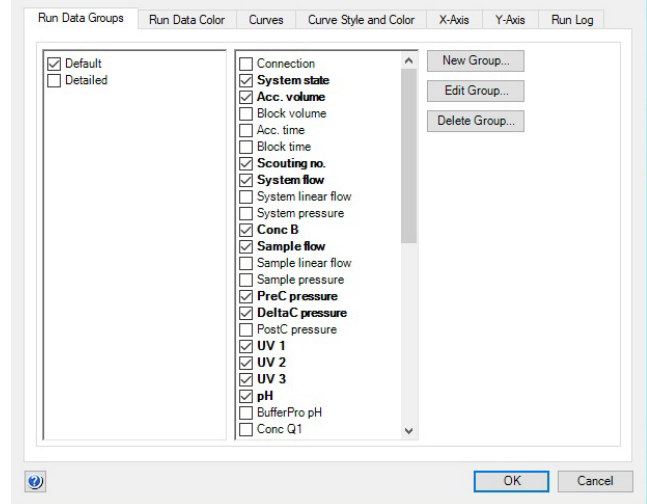 Run Data Groups
Run Data Color
Curves
Curve Style and Color
X-Axis
Y-Axis
Run Log
Default
Detailed
Connection
System state
Acc. volume
Block volume
Acc. time
Block time
Scouting no.
System flow
System linear flow
System pressure
Conc B
Sample flow
Sample linear flow
Sample pressure
PreC pressure
DeltaC pressure
PostC pressure
UV 1
UV 2
UV 3
pH
BufferPro pH
Conc Q1
New Group...
Edit Group...
Delete Group...
?
OK
Cancel